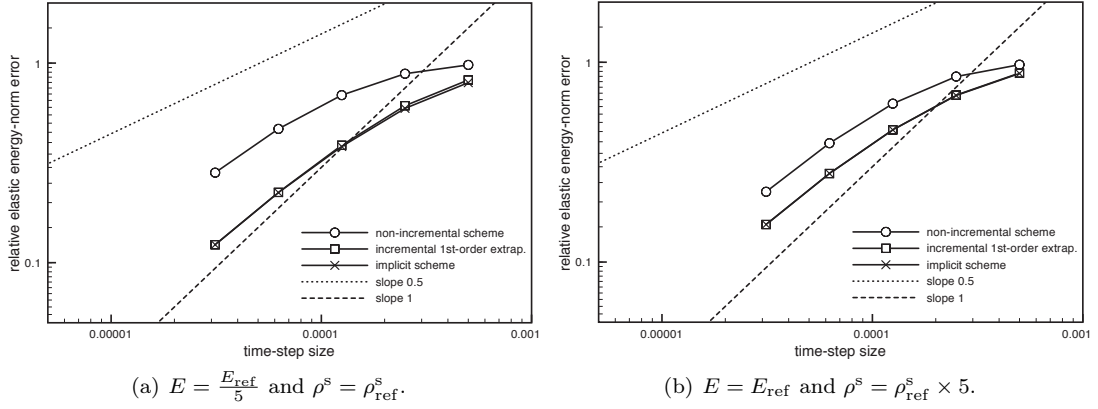 relative elastic energy-norm error
1
0.1
non-incremental scheme
incremental 1st-order extrap.
implicit scheme
slope 0.5
slope 1
0.00001
0.0001
0.001
time-step size
(a) E = E_ref/5 and ρ^s = ρ^s_ref.
relative elastic energy-norm error
1
0.1
non-incremental scheme
incremental 1st-order extrap.
implicit scheme
slope 0.5
slope 1
0.00001
0.0001
0.001
time-step size
(b) E = E_ref and ρ^s = ρ^s_ref × 5.